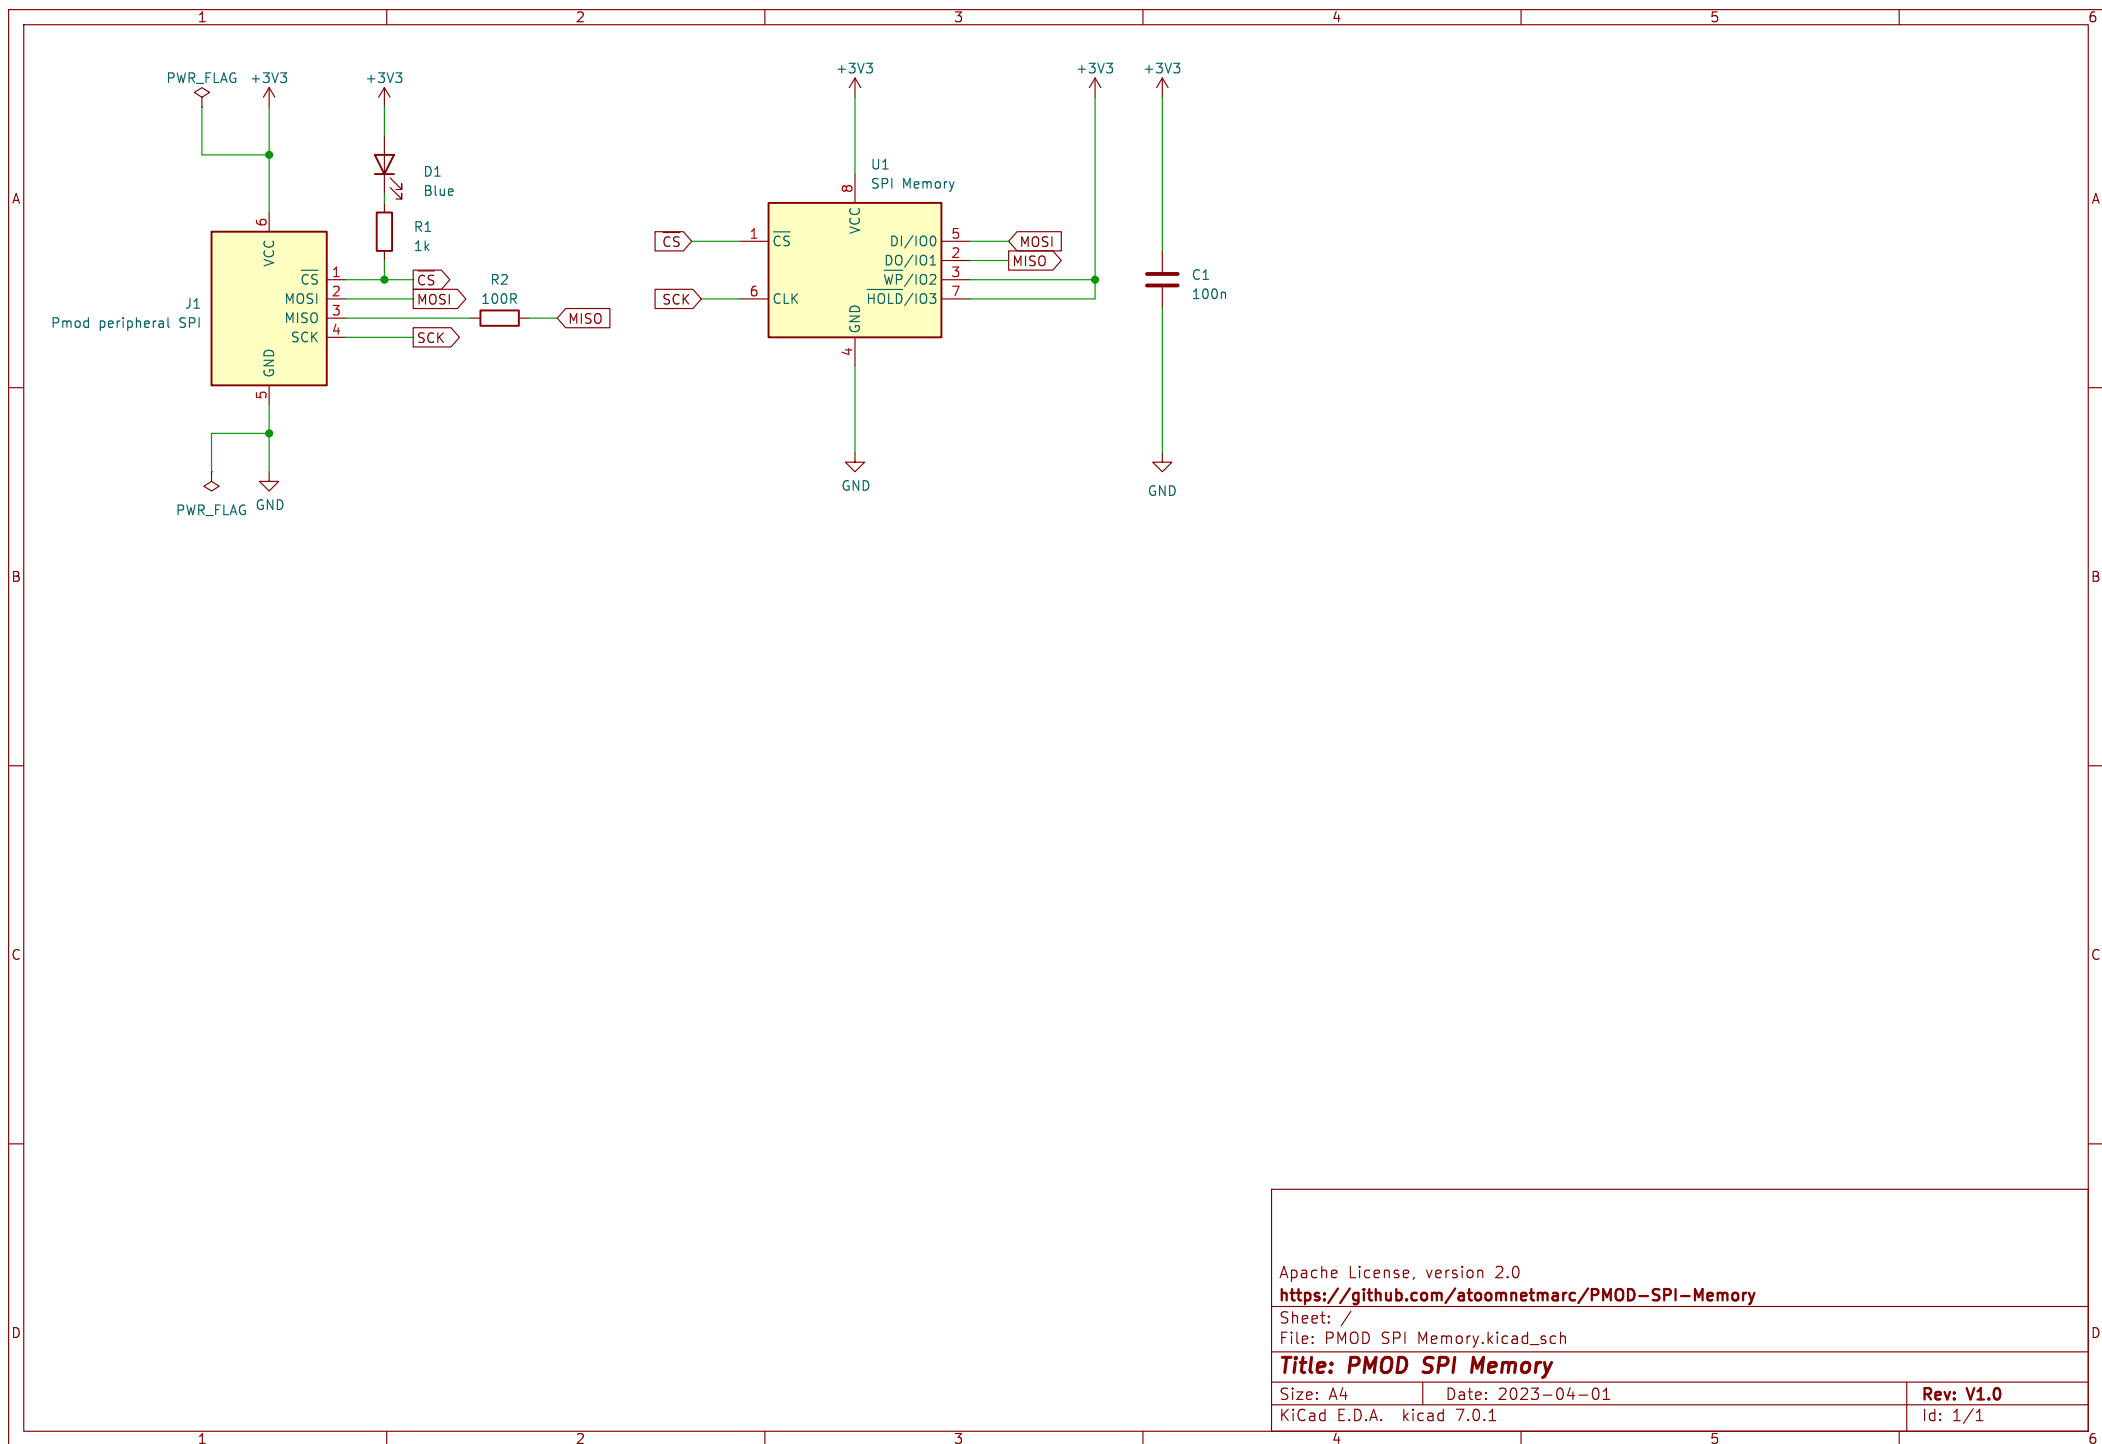 1 2 3 4 5 6
A A
B B
C C
D D
PWR_FLAG +3V3
+3V3
D1
Blue
R1
1k
6
VCC
J1
Pmod peripheral SPI
CS 1
MOSI 2
MISO 3
SCK 4
GND
5
CS
MOSI
SCK
R2
100R
MISO
PWR_FLAG GND
+3V3
U1
SPI Memory
8
VCC
CS
1 CS
SCK
6 CLK
DI/IO0 5
DO/IO1 2
WP/IO2 3
HOLD/IO3 7
GND
4
MOSI
MISO
GND
+3V3
+3V3
C1
100n
GND
Apache License, version 2.0
https://github.com/atoomnetmarc/PMOD-SPI-Memory
Sheet: /
File: PMOD SPI Memory.kicad_sch
Title: PMOD SPI Memory
Size: A4 Date: 2023-04-01 Rev: V1.0
KiCad E.D.A. kicad 7.0.1 Id: 1/1
1 2 3 4 5 6